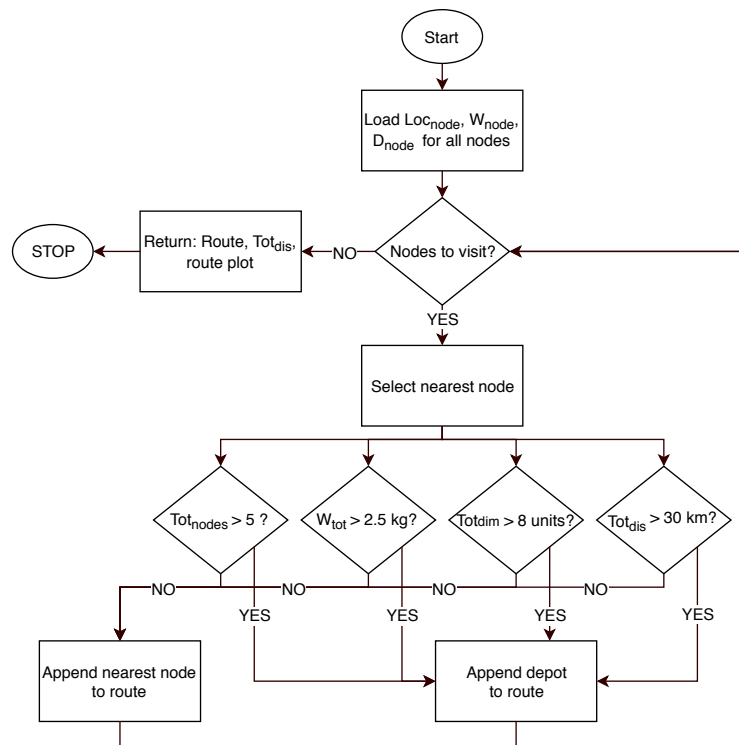 Start
Load Locnode, Wnode,
Dnode for all nodes
Nodes to visit?
NO
Return: Route, Totdis,
route plot
STOP
YES
Select nearest node
Totnodes > 5 ?
Wtot > 2.5 kg?
Totdim > 8 units?
Totdis > 30 km?
NO
NO
NO
NO
YES
YES
YES
YES
Append nearest node
to route
Append depot
to route